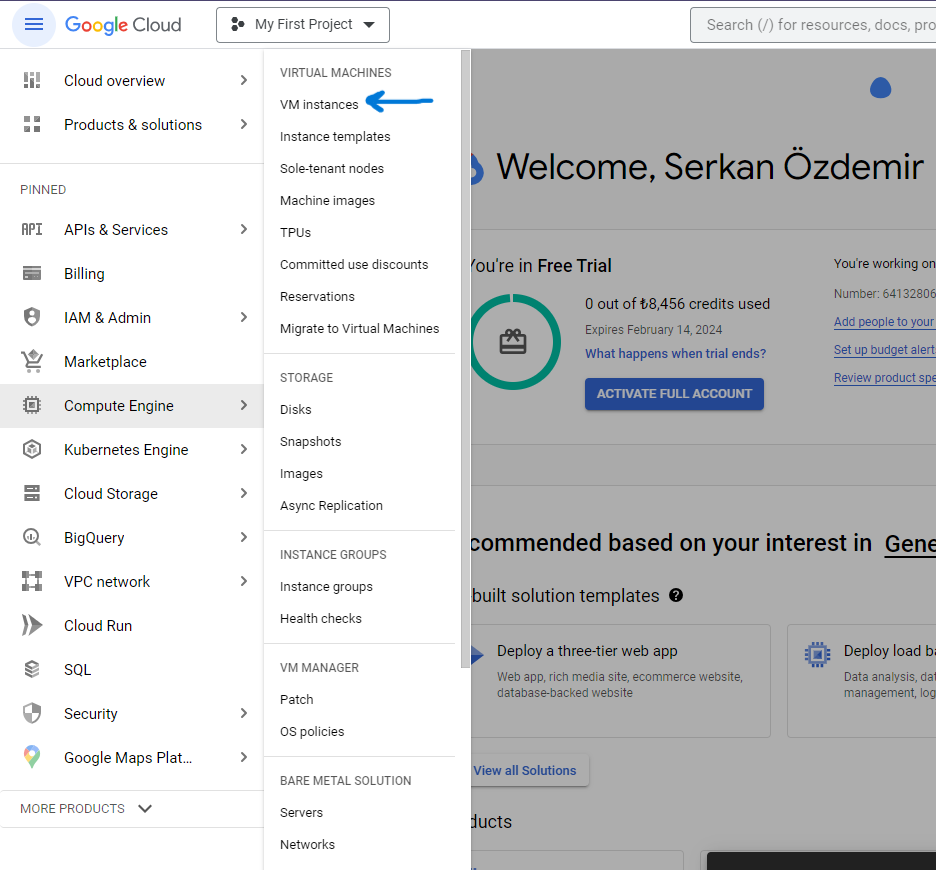 Google Cloud
My First Project
Search (/) for resources, docs, pro
Cloud overview
Products & solutions
PINNED
API APIs & Services
Billing
IAM & Admin
Marketplace
Compute Engine
Kubernetes Engine
Cloud Storage
BigQuery
VPC network
Cloud Run
SQL
Security
Google Maps Plat...
MORE PRODUCTS
VIRTUAL MACHINES
VM instances
Instance templates
Sole-tenant nodes
Machine images
TPUs
Committed use discounts
Reservations
Migrate to Virtual Machines
STORAGE
Disks
Snapshots
Images
Async Replication
INSTANCE GROUPS
Instance groups
Health checks
VM MANAGER
Patch
OS policies
BARE METAL SOLUTION
Servers
Networks
Welcome, Serkan Özdemir
You're in Free Trial
0 out of ₺8,456 credits used
Expires February 14, 2024
What happens when trial ends?
ACTIVATE FULL ACCOUNT
You're working on
Number: 64132806
Add people to your
Set up budget alert
Review product spe
commended based on your interest in Gene
built solution templates
Deploy a three-tier web app
Web app, rich media site, ecommerce website,
database-backed website
Deploy load ba
Data analysis, dat
management, log
View all Solutions
ducts